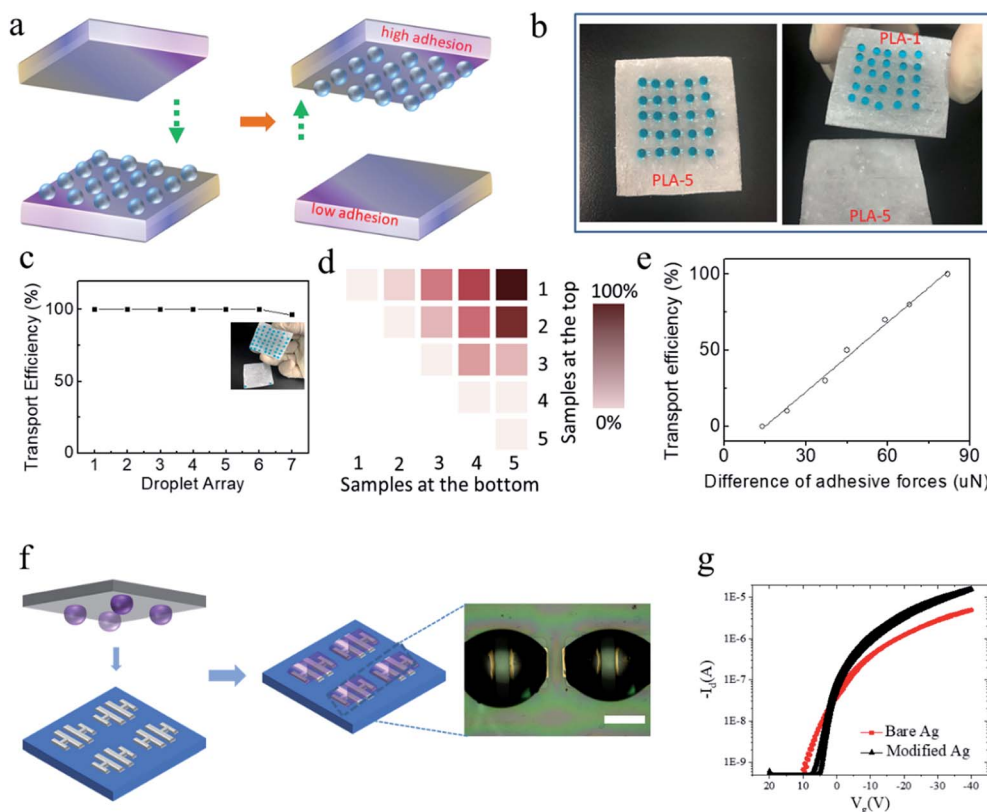 a
high adhesion
low adhesion
b
PLA-5
PLA-1
PLA-5
c
Transport Efficiency (%)
100
50
0
1 2 3 4 5 6 7
Droplet Array
d
1
2
3
4
5
Samples at the top
1 2 3 4 5
Samples at the bottom
100%
0%
e
Transport efficiency (%)
100
50
0
0 30 60 90
Difference of adhesive forces (uN)
f
g
-I_d(A)
1E-5
1E-6
1E-7
1E-8
1E-9
Bare Ag
Modified Ag
20 10 0 -10 -20 -30 -40
V_g(V)